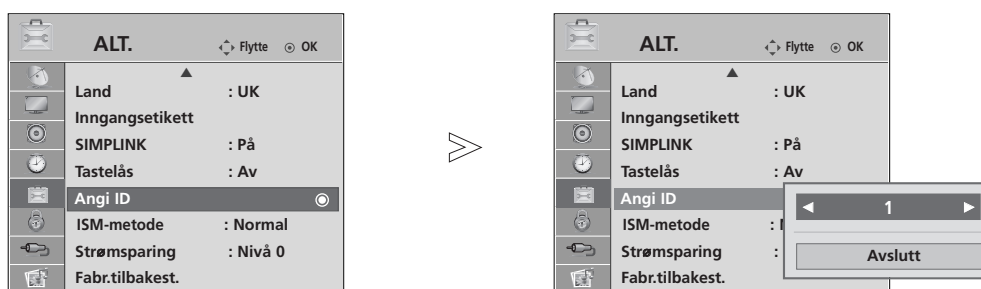 ALT. Flytte OK
Land : UK
Inngangsetikett
SIMPLINK : På
Tastelås : Av
Angi ID
ISM-metode : Normal
Strømsparing : Nivå 0
Fabr.tilbakest.
ALT. Flytte OK
Land : UK
Inngangsetikett
SIMPLINK : På
Tastelås : Av
Angi ID
1
ISM-metode :
Strømsparing :
Avslutt
Fabr.tilbakest.